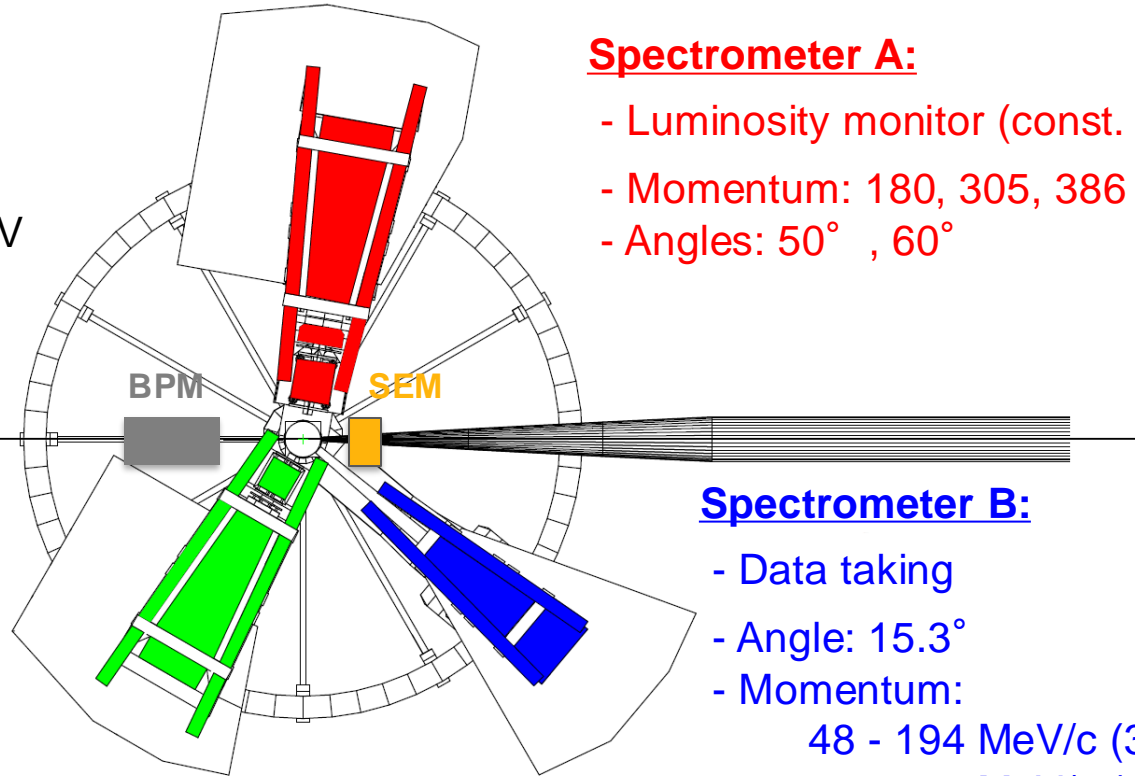 Spectrometer A:
- Luminosity monitor (const.
- Momentum: 180, 305, 386
- Angles: 50° , 60°
V
BPM
SEM
Spectrometer B:
- Data taking
- Angle: 15.3°
- Momentum:
48 - 194 MeV/c (3